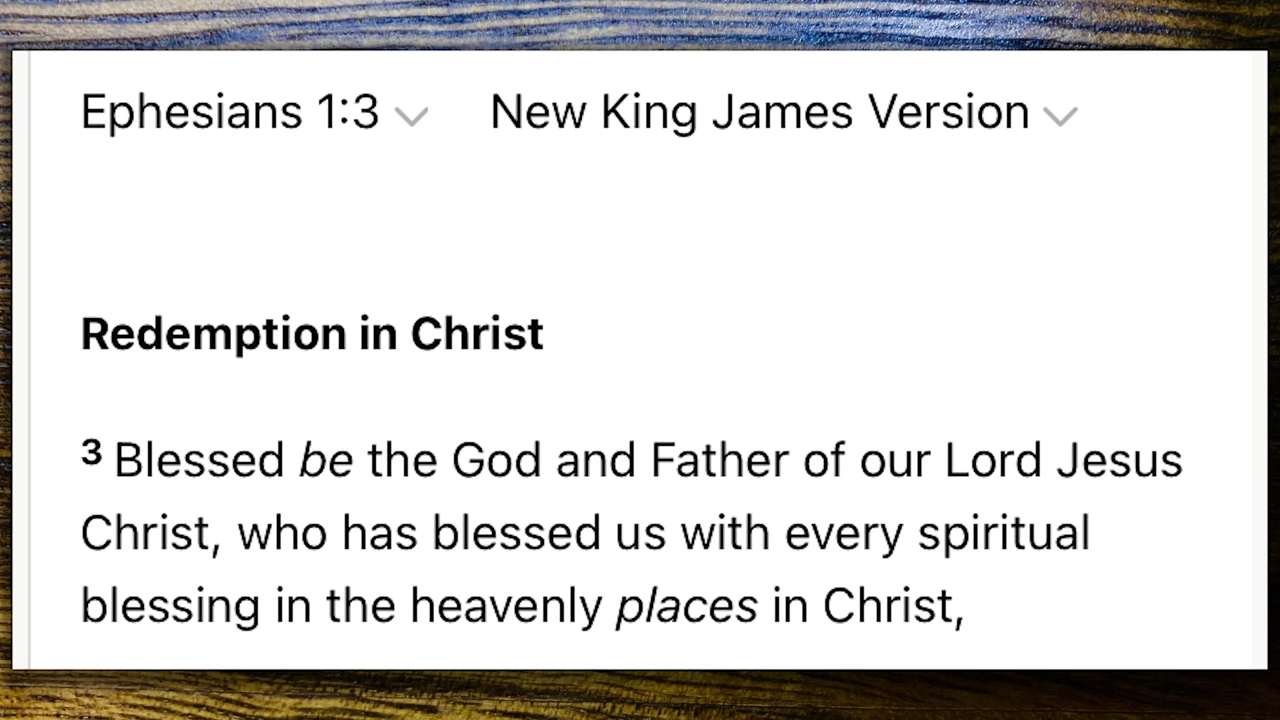 Ephesians 1:3 New King James Version
Redemption in Christ
3 Blessed be the God and Father of our Lord Jesus
Christ, who has blessed us with every spiritual
blessing in the heavenly places in Christ,